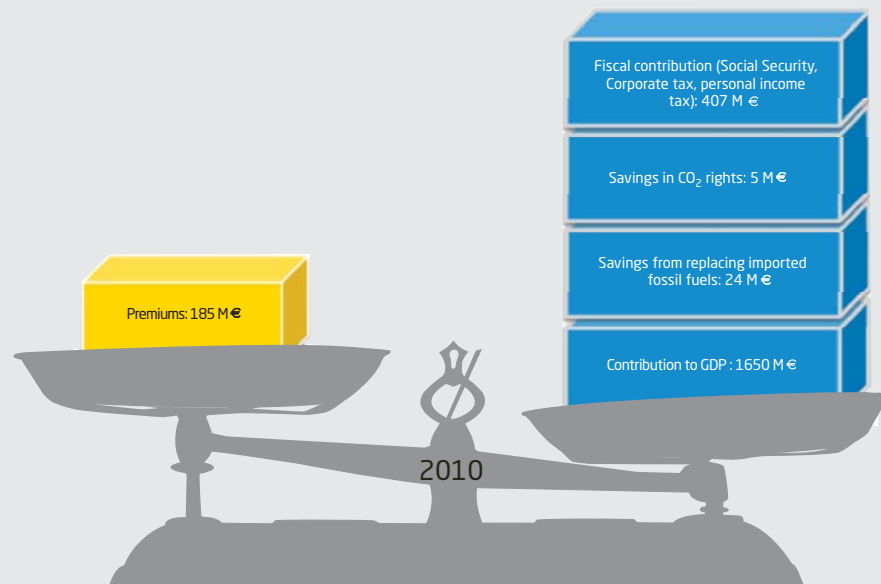 Fiscal contribution (Social Security,
Corporate tax, personal income
tax): 407 M €
Savings in CO₂ rights: 5 M €
Savings from replacing imported
fossil fuels: 24 M €
Premiums: 185 M €
Contribution to GDP : 1650 M €
2010